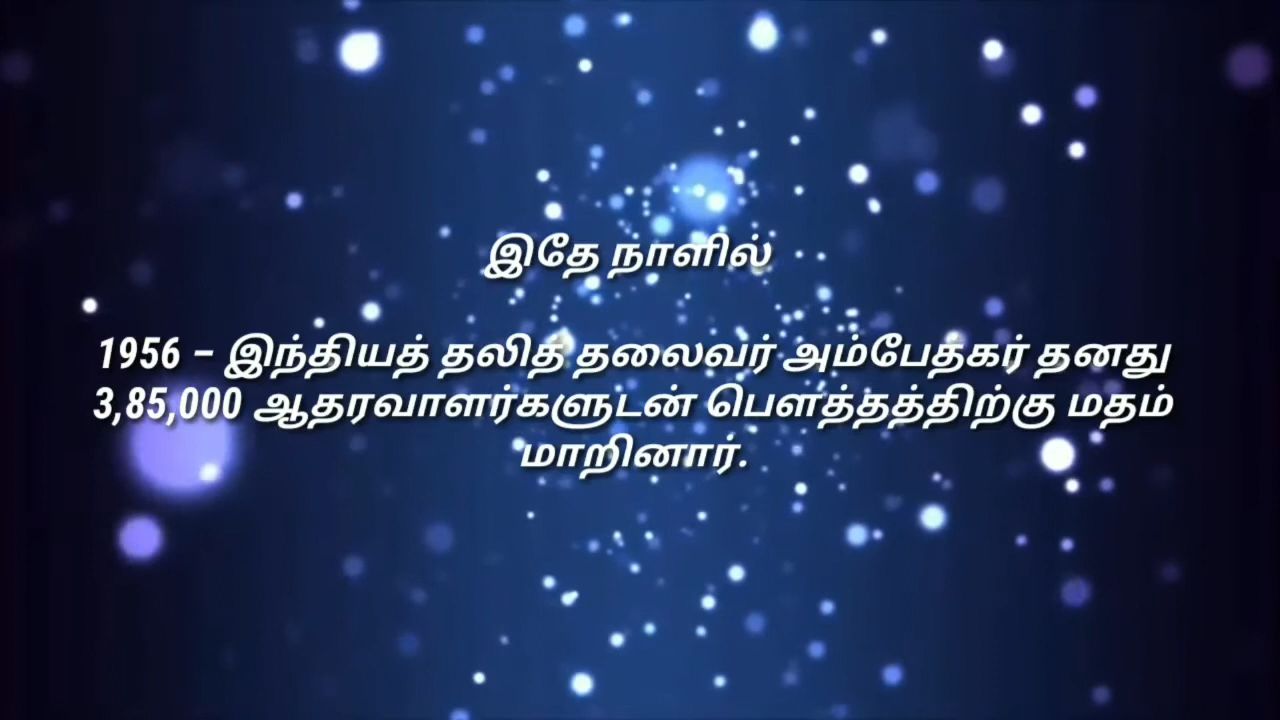 இதே நாளில்
1956 – இந்தியத் தலித் தலைவர் அம்பேத்கர் தனது
3,85,000 ஆதரவாளர்களுடன் பௌத்தத்திற்கு மதம்
மாறினார்.